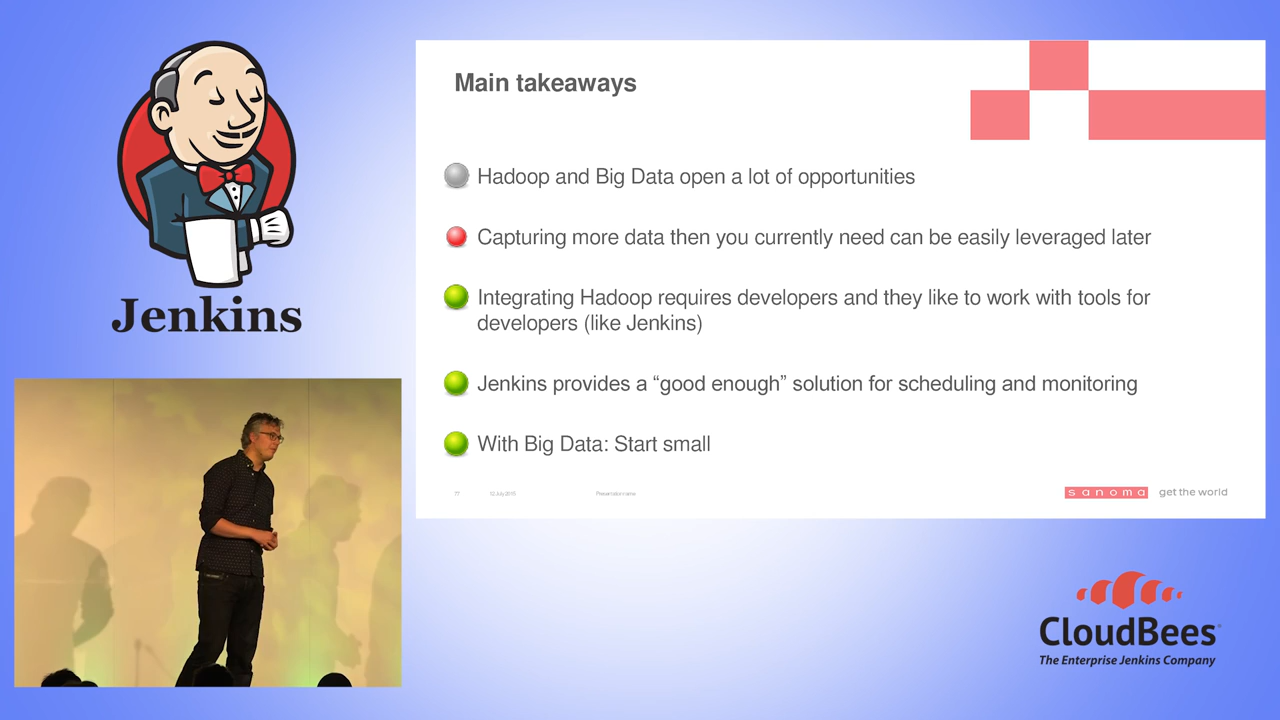 Jenkins
Main takeaways
Hadoop and Big Data open a lot of opportunities
Capturing more data then you currently need can be easily leveraged later
Integrating Hadoop requires developers and they like to work with tools for
developers (like Jenkins)
Jenkins provides a “good enough” solution for scheduling and monitoring
With Big Data: Start small
Presentation name
sanoma get the world
CloudBees
The Enterprise Jenkins Company